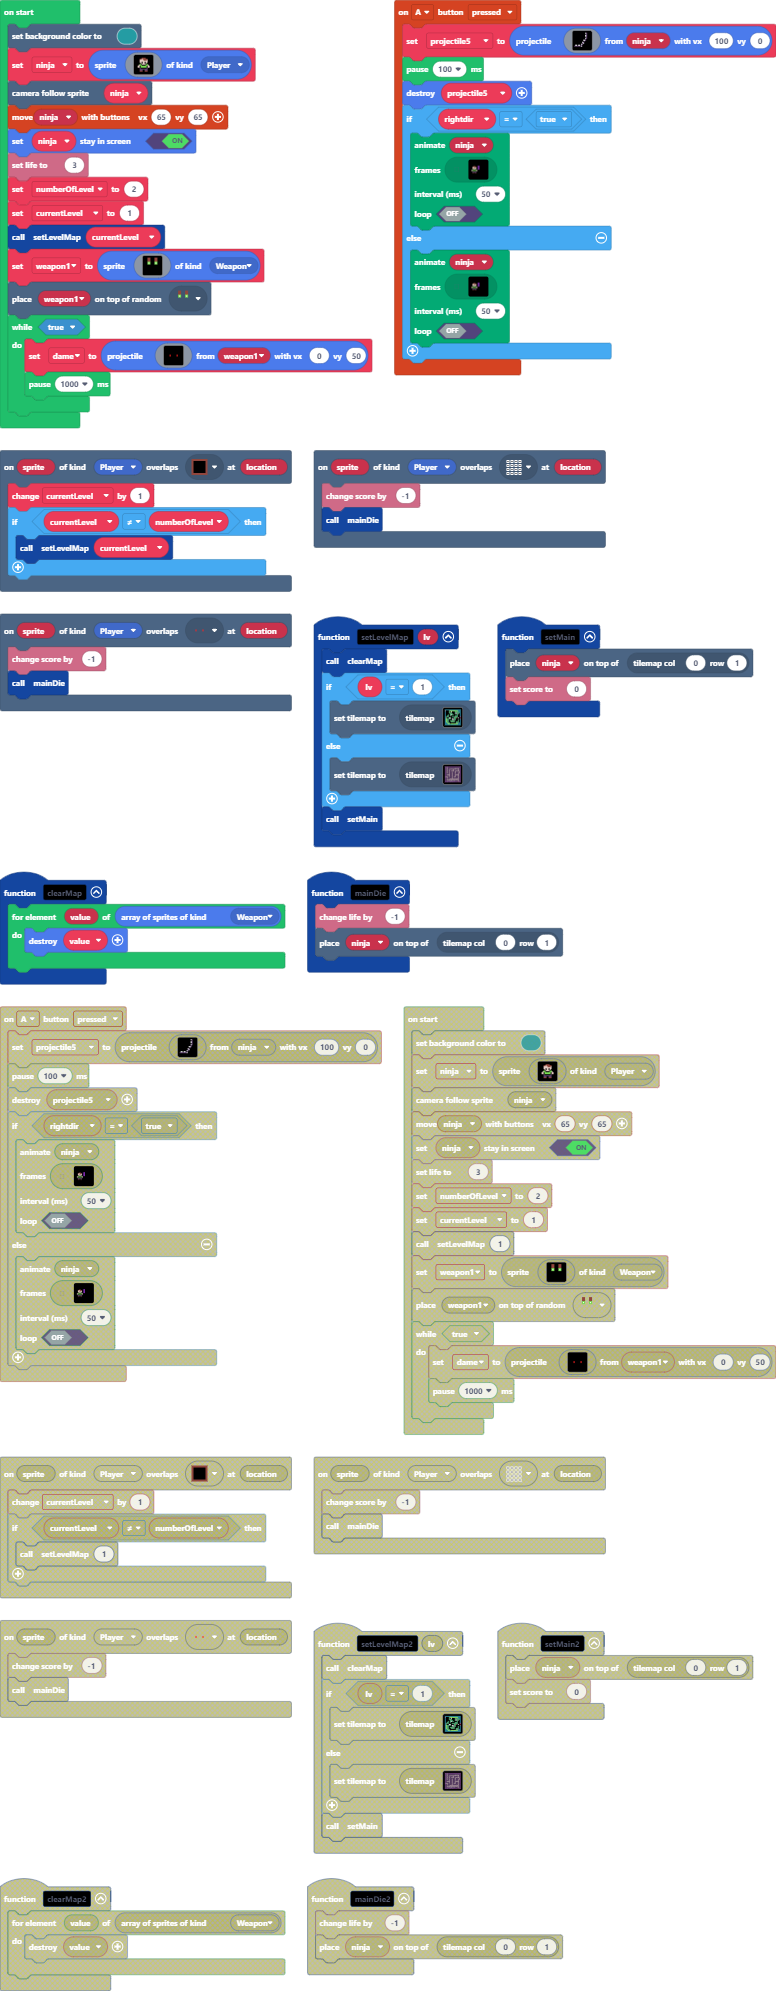 on start
set background color to
set ninja to sprite of kind Player
camera follow sprite ninja
move ninja with buttons vx 65 vy 65
set ninja stay in screen ON
set life to 3
set numberOfLevel to 2
set currentLevel to 1
call setLevelMap currentLevel
set weapon1 to sprite of kind Weapon
place weapon1 on top of random
while true
do
set dame to projectile from weapon1 with vx 0 vy 50
pause 1000 ms
on A button pressed
set projectile5 to projectile from ninja with vx 100 vy 0
pause 100 ms
destroy projectile5
if rightdir = true then
animate ninja
frames
interval (ms) 50
loop OFF
else
animate ninja
frames
interval (ms) 50
loop OFF
on sprite of kind Player overlaps at location
change currentLevel by 1
if currentLevel ≠ numberOfLevel then
call setLevelMap currentLevel
on sprite of kind Player overlaps at location
change score by -1
call mainDie
on sprite of kind Player overlaps at location
change score by -1
call mainDie
function setLevelMap lv
call clearMap
if lv = 1 then
set tilemap to tilemap
else
set tilemap to tilemap
call setMain
function setMain
place ninja on top of tilemap col 0 row 1
set score to 0
function clearMap
for element value of array of sprites of kind Weapon
do
destroy value
function mainDie
change life by -1
place ninja on top of tilemap col 0 row 1
on A button pressed
set projectile5 to projectile from ninja with vx 100 vy 0
pause 100 ms
destroy projectile5
if rightdir = true then
animate ninja
frames
interval (ms) 50
loop OFF
else
animate ninja
frames
interval (ms) 50
loop OFF
on start
set background color to
set ninja to sprite of kind Player
camera follow sprite ninja
move ninja with buttons vx 65 vy 65
set ninja stay in screen ON
set life to 3
set numberOfLevel to 2
set currentLevel to 1
call setLevelMap 1
set weapon1 to sprite of kind Weapon
place weapon1 on top of random
while true
do
set dame to projectile from weapon1 with vx 0 vy 50
pause 1000 ms
on sprite of kind Player overlaps at location
change currentLevel by 1
if currentLevel ≠ numberOfLevel then
call setLevelMap 1
on sprite of kind Player overlaps at location
change score by -1
call mainDie
on sprite of kind Player overlaps at location
change score by -1
call mainDie
function setLevelMap2 lv
call clearMap
if lv = 1 then
set tilemap to tilemap
else
set tilemap to tilemap
call setMain
function setMain2
place ninja on top of tilemap col 0 row 1
set score to 0
function clearMap2
for element value of array of sprites of kind Weapon
do
destroy value
function mainDie2
change life by -1
place ninja on top of tilemap col 0 row 1